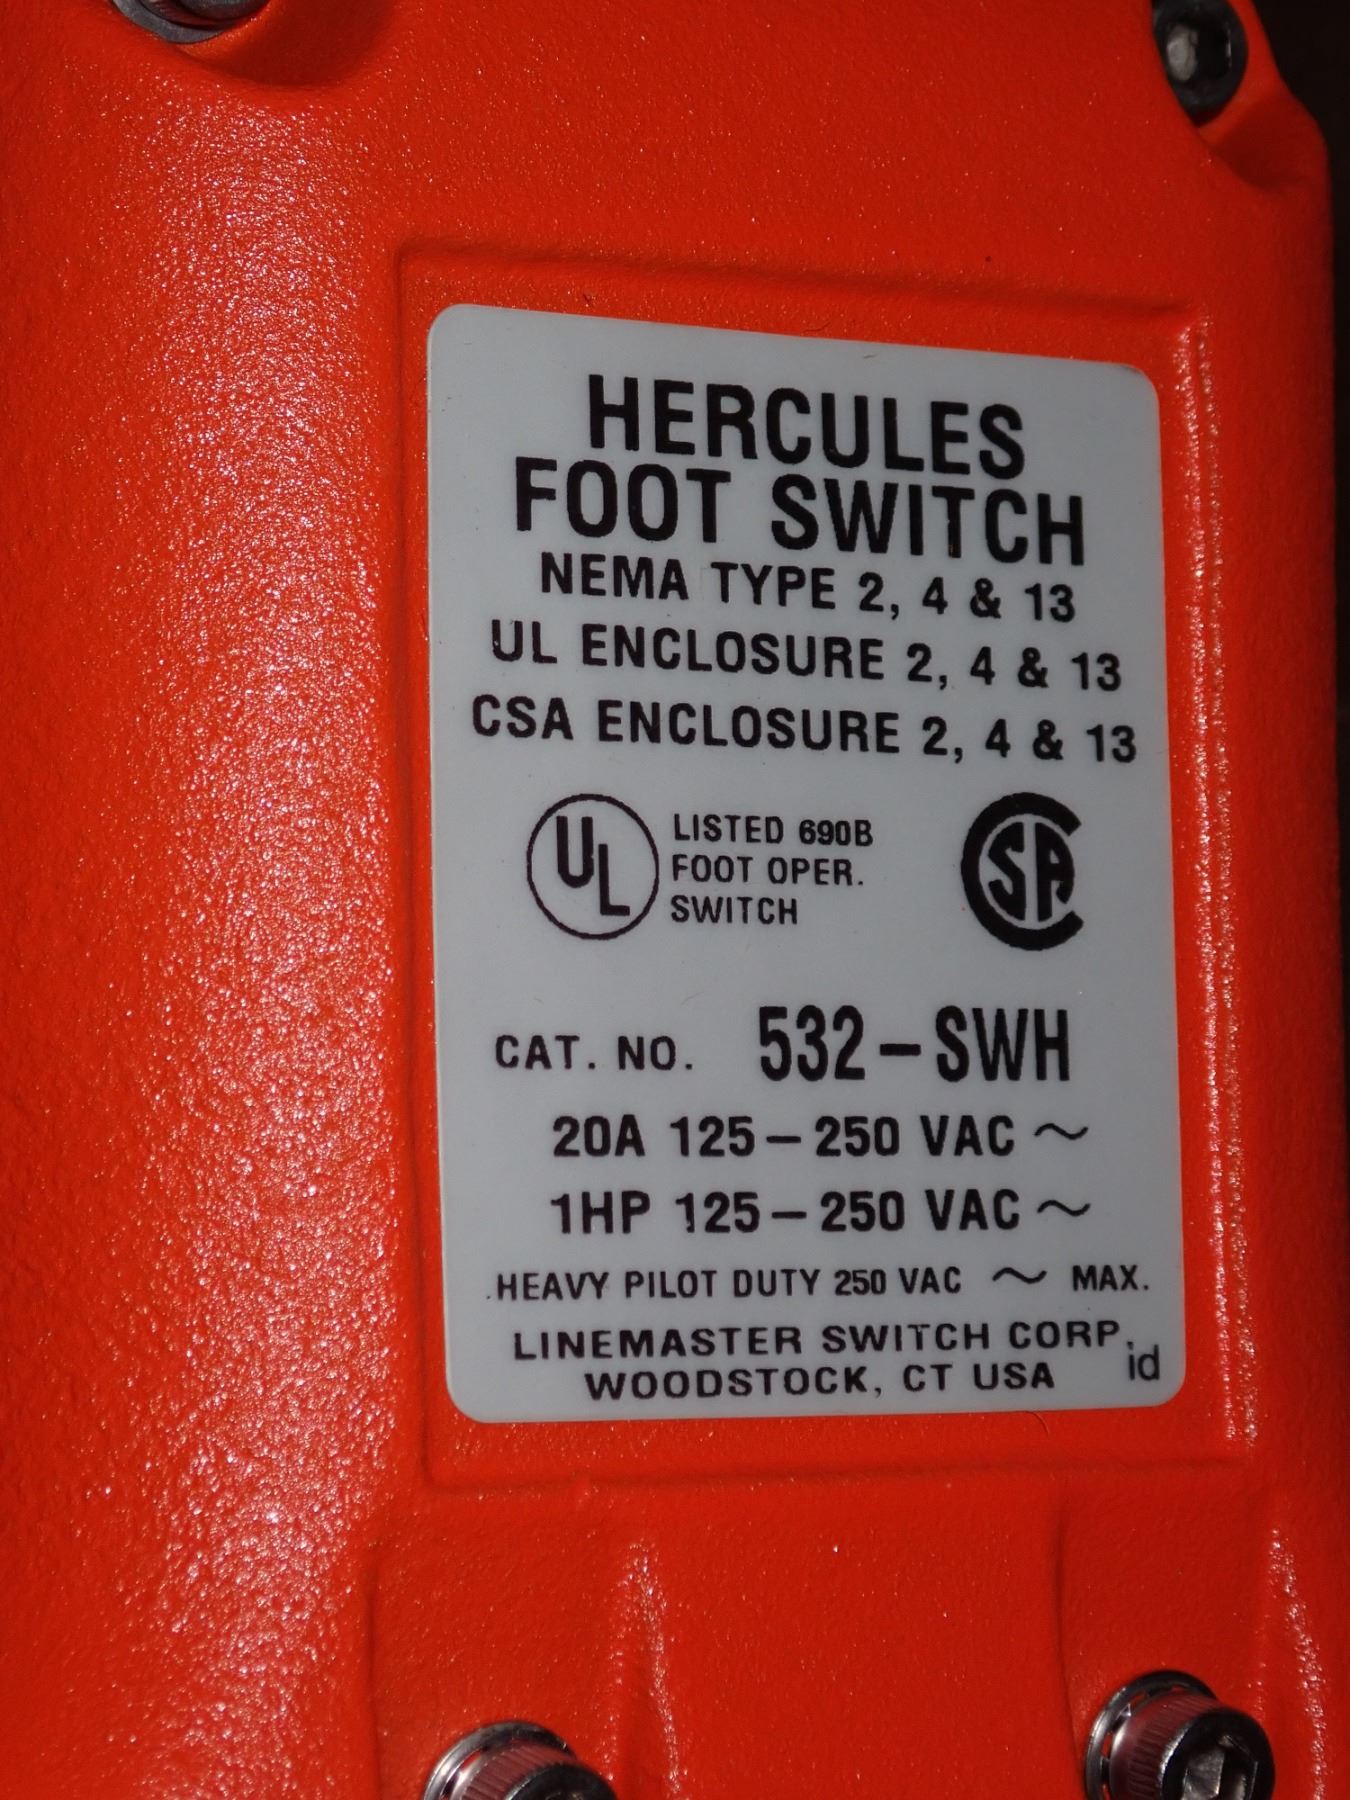 HERCULES
FOOT SWITCH
NEMA TYPE 2, 4 & 13
UL ENCLOSURE 2, 4 & 13
CSA ENCLOSURE 2, 4 & 13
UL LISTED 690B
FOOT OPER.
SWITCH
CSA
CAT. NO. 532-SWH
20A 125-250 VAC ~
1HP 125-250 VAC ~
HEAVY PILOT DUTY 250 VAC ~ MAX.
LINEMASTER SWITCH CORP.
WOODSTOCK, CT USA id